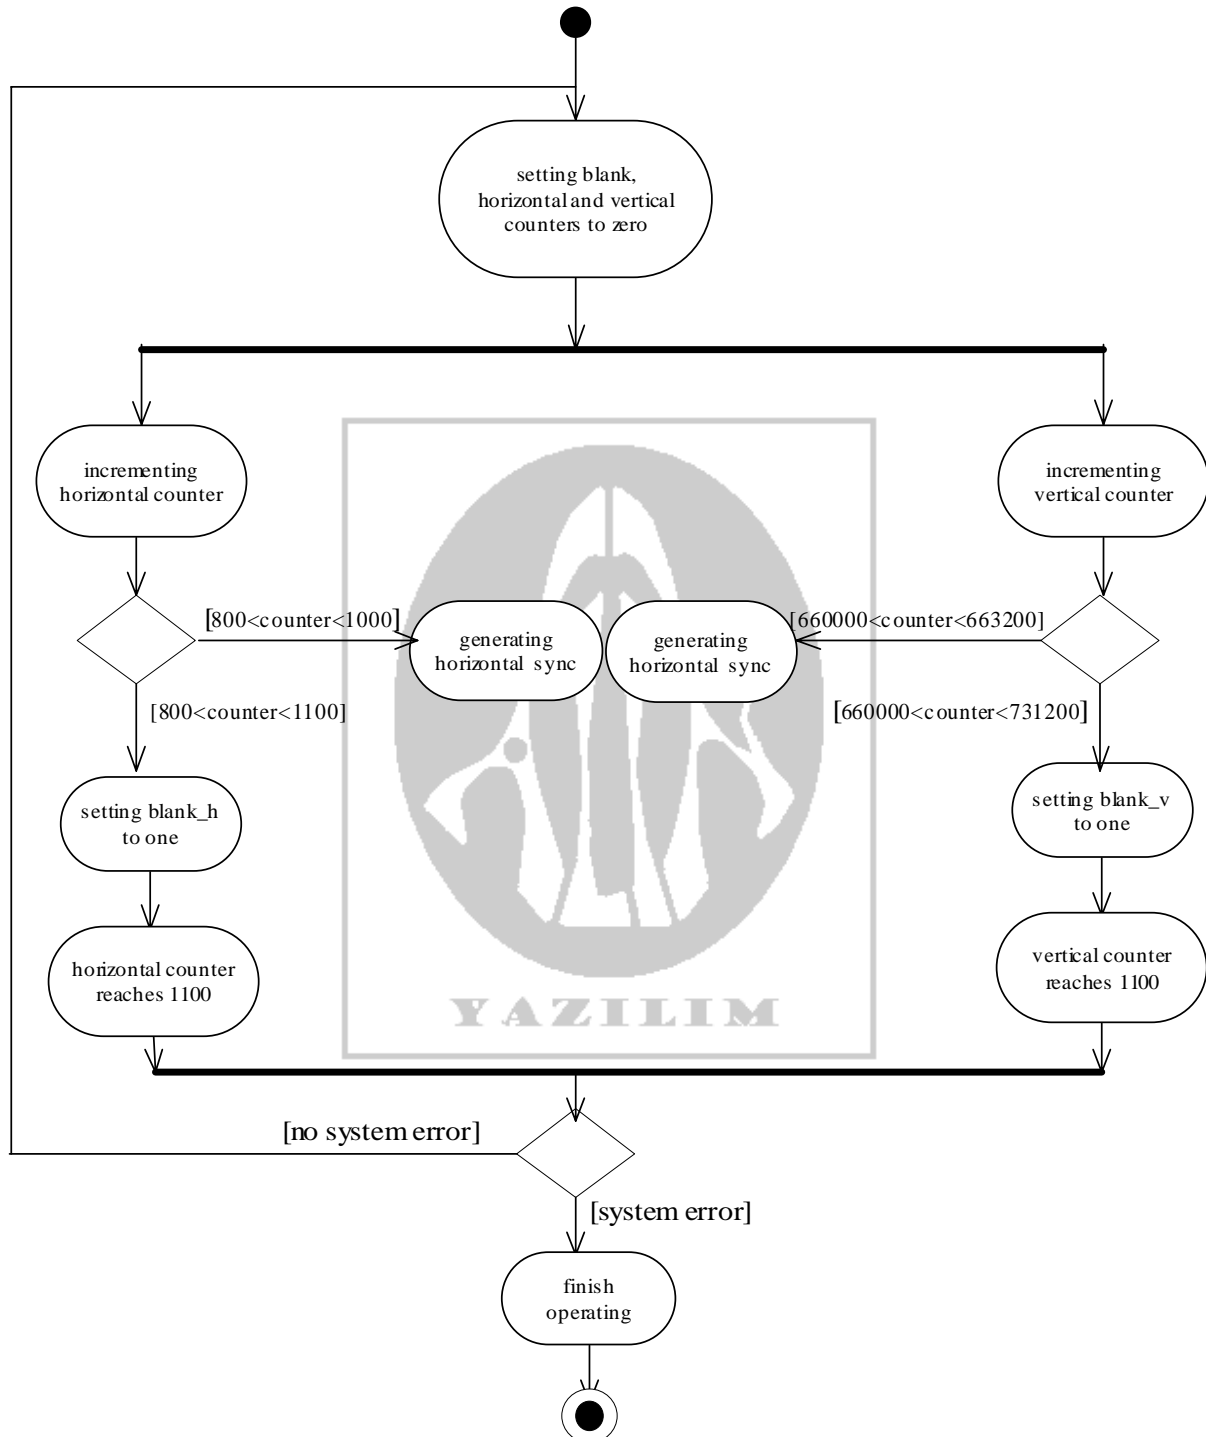 setting blank,
horizontal and vertical
counters to zero
incrementing
horizontal counter
incrementing
vertical counter
[800<counter<1000]
generating
horizontal sync
generating
horizontal sync
[660000<counter<663200]
[800<counter<1100]
[660000<counter<731200]
setting blank_h
to one
setting blank_v
to one
horizontal counter
reaches 1100
vertical counter
reaches 1100
YAZILIM
[no system error]
[system error]
finish
operating